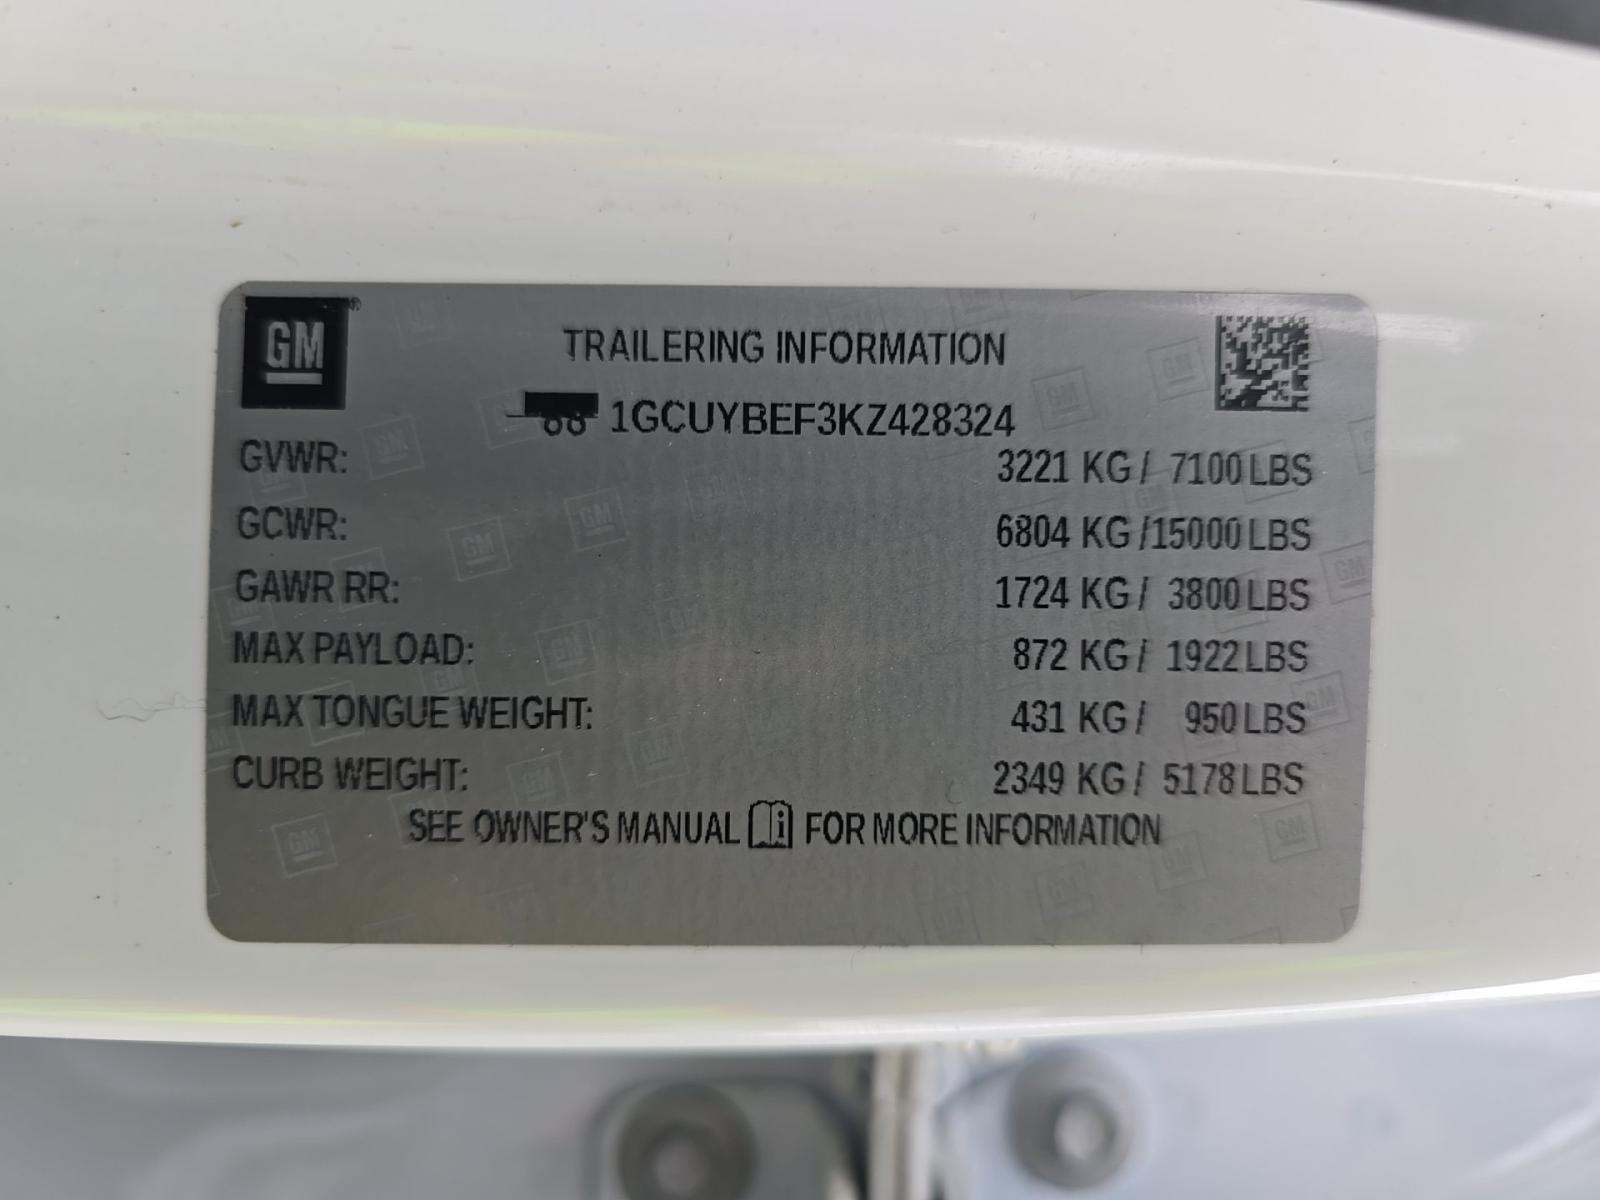 GM
TRAILERING INFORMATION
1GCUYBEF3KZ428324
GVWR: 3221 KG / 7100 LBS
GCWR: 6804 KG /15000 LBS
GAWR RR: 1724 KG / 3800 LBS
MAX PAYLOAD: 872 KG / 1922 LBS
MAX TONGUE WEIGHT: 431 KG / 950 LBS
CURB WEIGHT: 2349 KG / 5178 LBS
SEE OWNER'S MANUAL FOR MORE INFORMATION